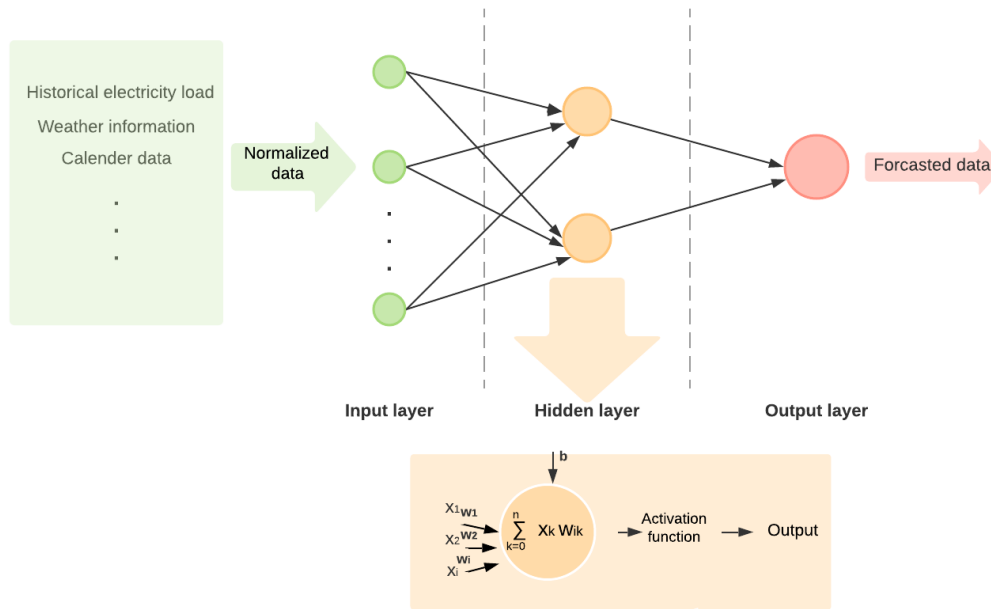 Historical electricity load
Weather information
Calender data
.
.
.
Normalized
data
.
.
.
Forcasted data
Input layer
Hidden layer
Output layer
b
X1 w1
X2 w2
wi
Xi
n
∑ Xk Wik
k=0
Activation
function
Output